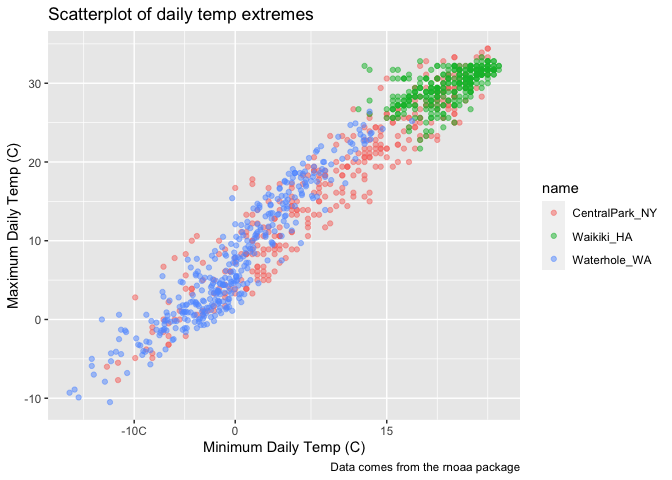 Scatterplot of daily temp extremes
Maximum Daily Temp (C)
30
20
10
0
-10
-10C
0
15
Minimum Daily Temp (C)
name
CentralPark_NY
Waikiki_HA
Waterhole_WA
Data comes from the rnoaa package